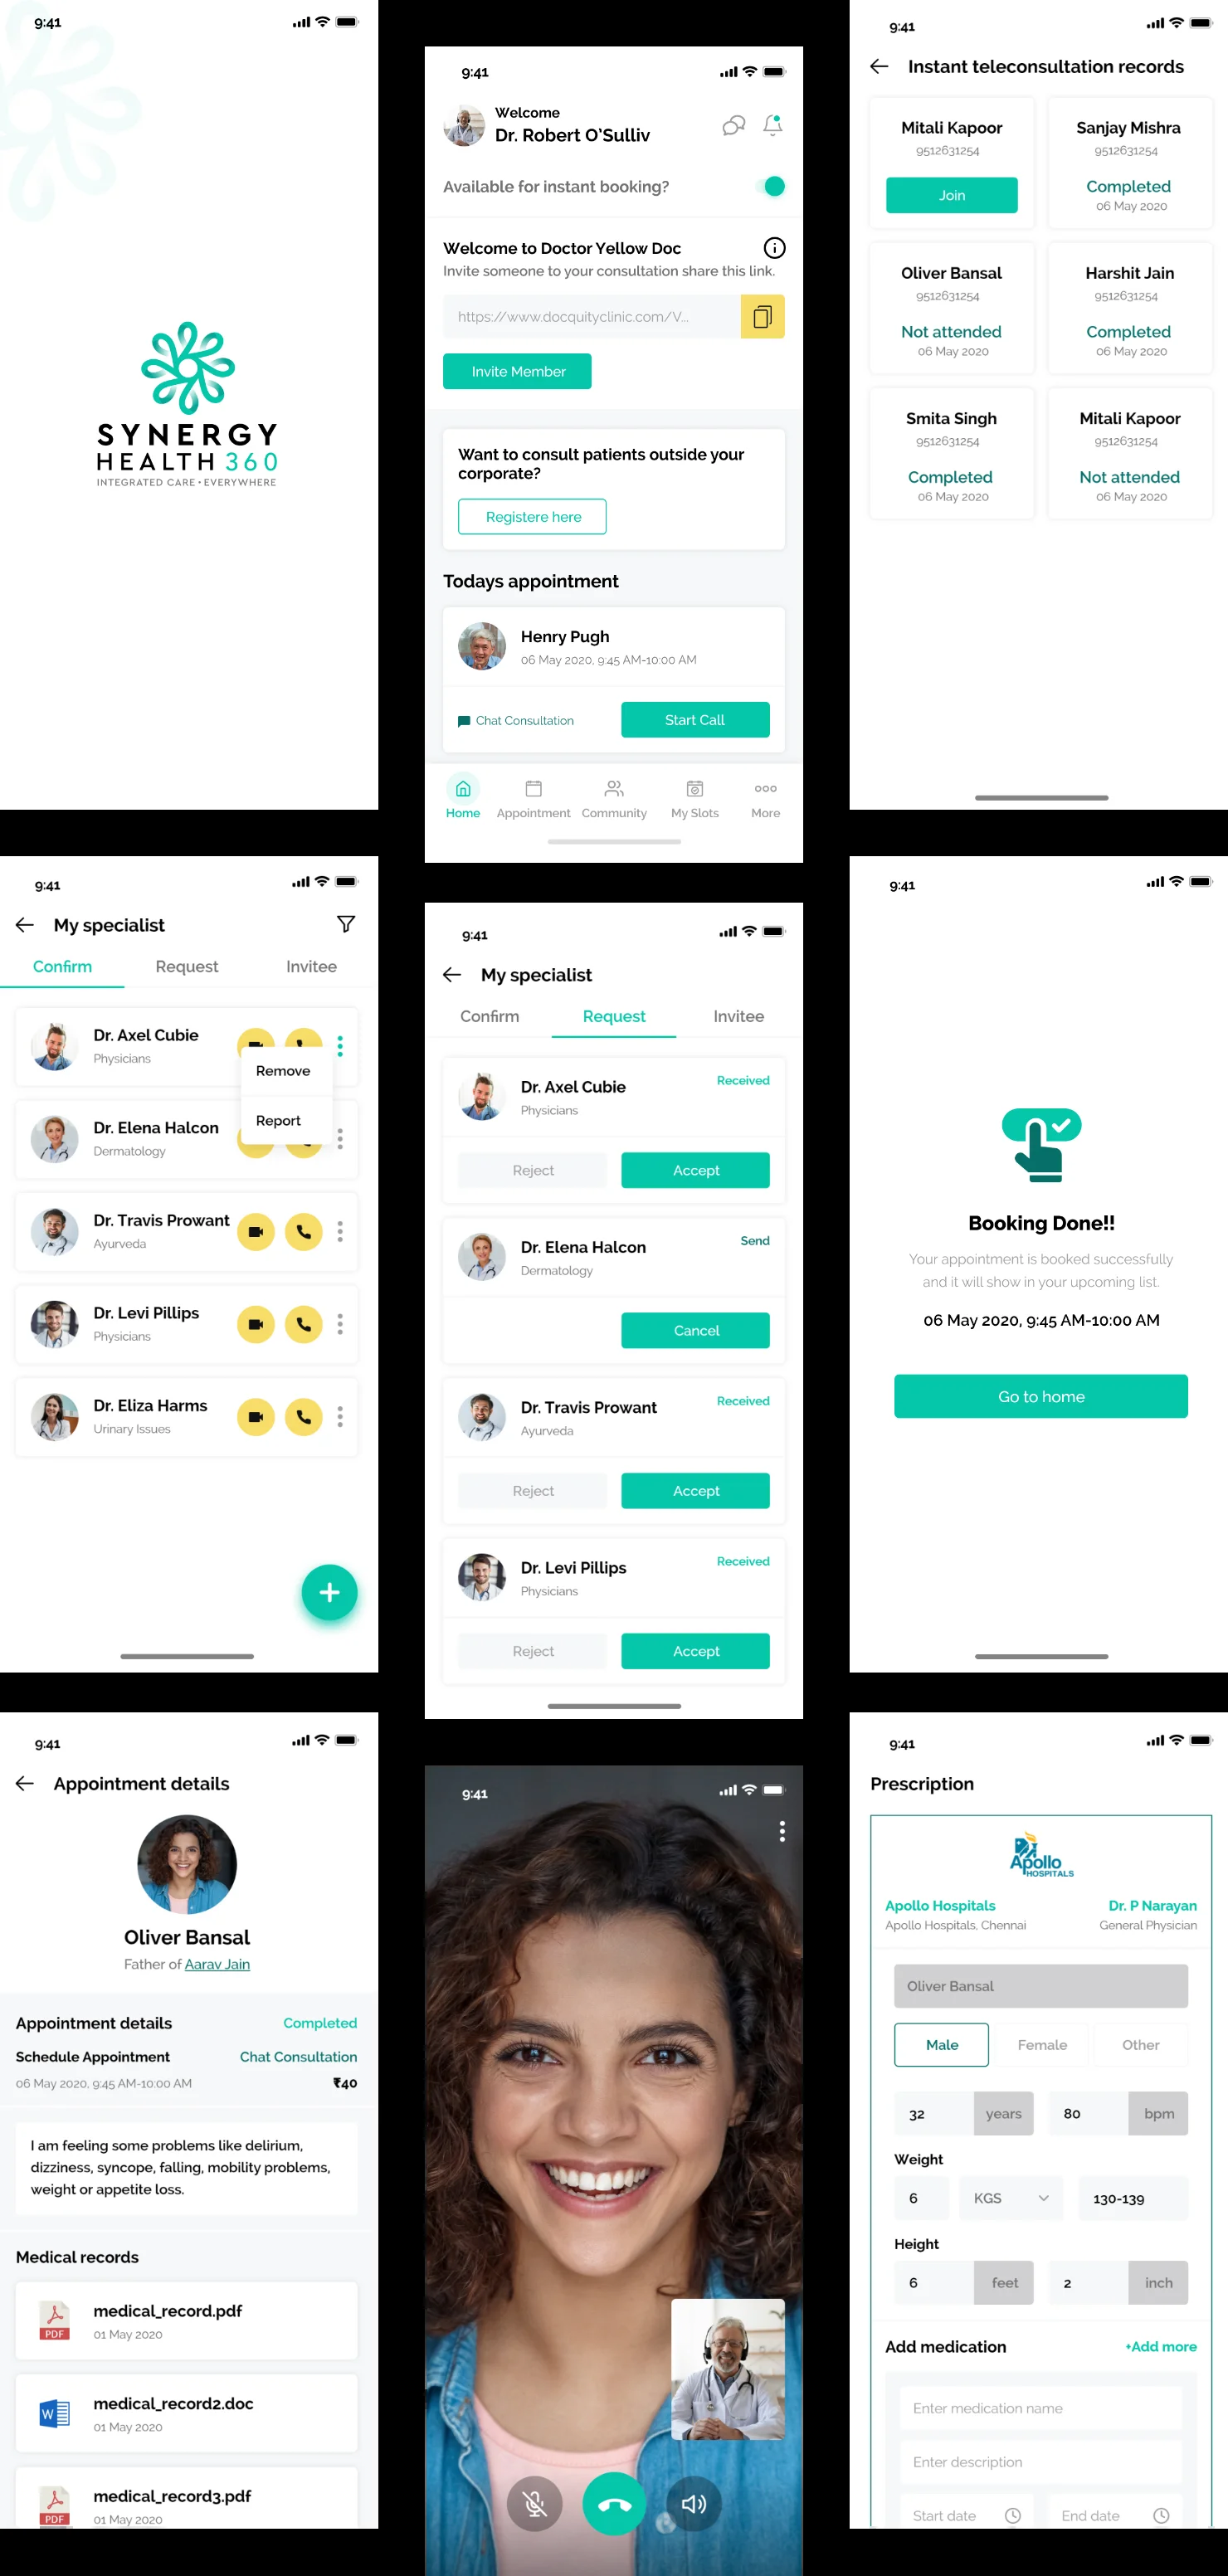 9:41
SYNERGY
HEALTH 360
INTEGRATED CARE • EVERYWHERE
9:41
Welcome
Dr. Robert O'Sulliv
Available for instant booking?
Welcome to Doctor Yellow Doc
Invite someone to your consultation share this link.
https://www.docquityclinic.com/V...
Invite Member
Want to consult patients outside your
corporate?
Registere here
Todays appointment
Henry Pugh
06 May 2020, 9:45 AM-10:00 AM
Chat Consultation
Start Call
Home
Appointment
Community
My Slots
More
9:41
Instant teleconsultation records
Mitali Kapoor
9512631254
Join
Sanjay Mishra
9512631254
Completed
06 May 2020
Oliver Bansal
9512631254
Not attended
06 May 2020
Harshit Jain
9512631254
Completed
06 May 2020
Smita Singh
9512631254
Completed
06 May 2020
Mitali Kapoor
9512631254
Not attended
06 May 2020
9:41
My specialist
Confirm
Request
Invitee
Dr. Axel Cubie
Physicians
Remove
Report
Dr. Elena Halcon
Dermatology
Dr. Travis Prowant
Ayurveda
Dr. Levi Pillips
Physicians
Dr. Eliza Harms
Urinary Issues
9:41
My specialist
Confirm
Request
Invitee
Dr. Axel Cubie
Physicians
Received
Reject
Accept
Dr. Elena Halcon
Dermatology
Send
Cancel
Dr. Travis Prowant
Ayurveda
Received
Reject
Accept
Dr. Levi Pillips
Physicians
Received
Reject
Accept
9:41
Booking Done!!
Your appointment is booked successfully
and it will show in your upcoming list.
06 May 2020, 9:45 AM-10:00 AM
Go to home
9:41
Appointment details
Oliver Bansal
Father of Aarav Jain
Appointment details
Completed
Schedule Appointment
Chat Consultation
06 May 2020, 9:45 AM-10:00 AM
₹40
I am feeling some problems like delirium,
dizziness, syncope, falling, mobility problems,
weight or appetite loss.
Medical records
PDF
medical_record.pdf
01 May 2020
W
medical_record2.doc
01 May 2020
PDF
medical_record3.pdf
01 May 2020
9:41
9:41
Prescription
Apollo
HOSPITALS
Apollo Hospitals
Dr. P Narayan
Apollo Hospitals, Chennai
General Physician
Oliver Bansal
Male
Female
Other
32
years
80
bpm
Weight
6
KGS
130-139
Height
6
feet
2
inch
Add medication
+Add more
Enter medication name
Enter description
Start date
End date